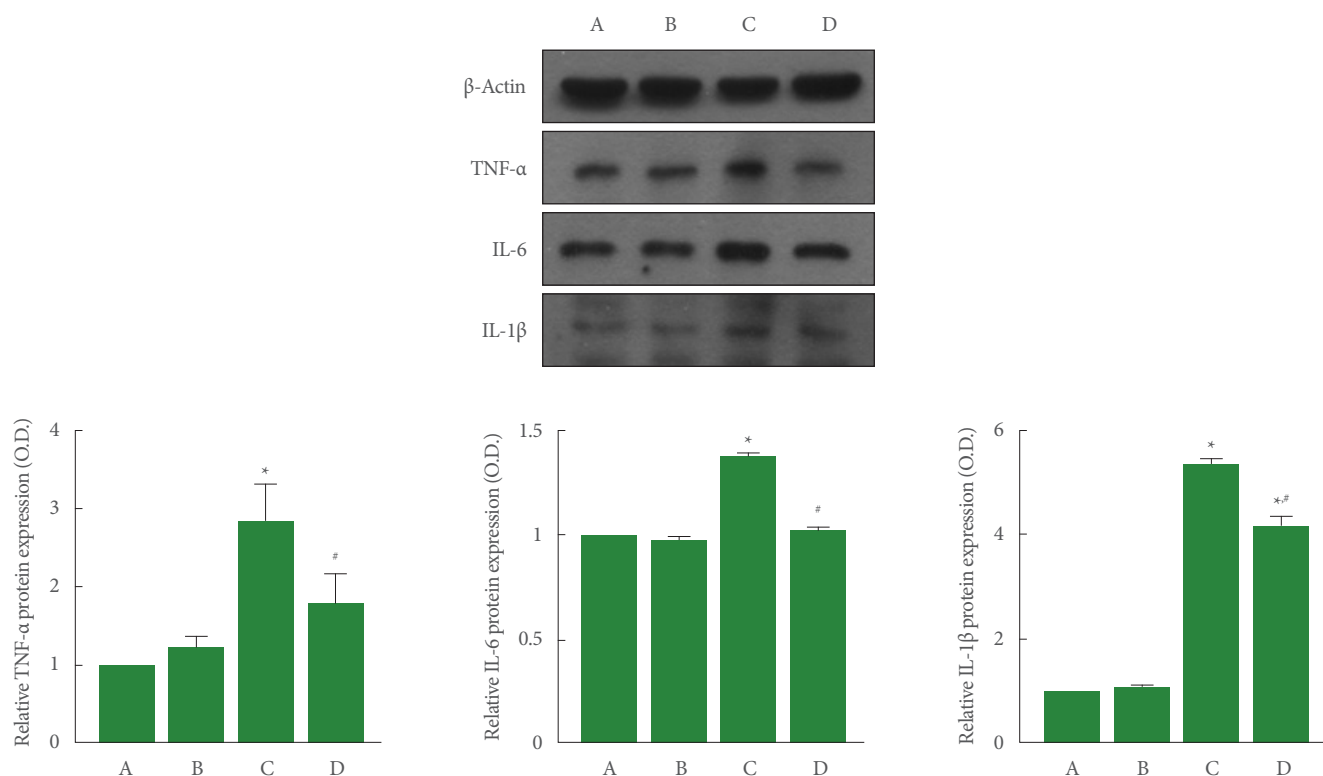 A B C D
β-Actin
TNF-α
IL-6
IL-1β
Relative TNF-α protein expression (O.D.)
4
3
2
1
0
*
#
A B C D
Relative IL-6 protein expression (O.D.)
1.5
1
0.5
0
*
#
A B C D
Relative IL-1β protein expression (O.D.)
6
4
2
0
*
*,#
A B C D